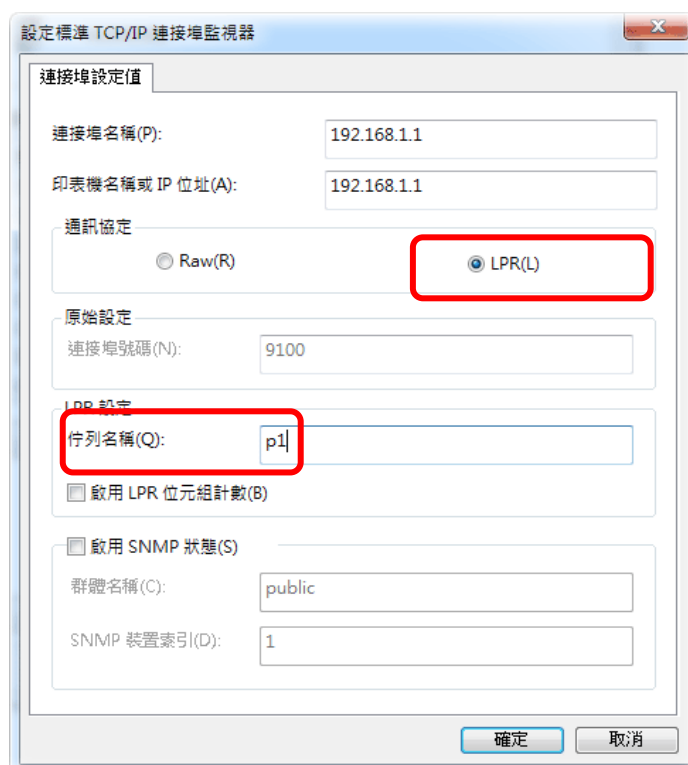 設定標準 TCP/IP 連接埠監視器
連接埠設定值
連接埠名稱(P):
192.168.1.1
印表機名稱或 IP 位址(A):
192.168.1.1
通訊協定
Raw(R)
LPR(L)
原始設定
連接埠號碼(N):
9100
LPR 設定
佇列名稱(Q):
p1
啟用 LPR 位元組計數(B)
啟用 SNMP 狀態(S)
群體名稱(C):
public
SNMP 裝置索引(D):
1
確定
取消